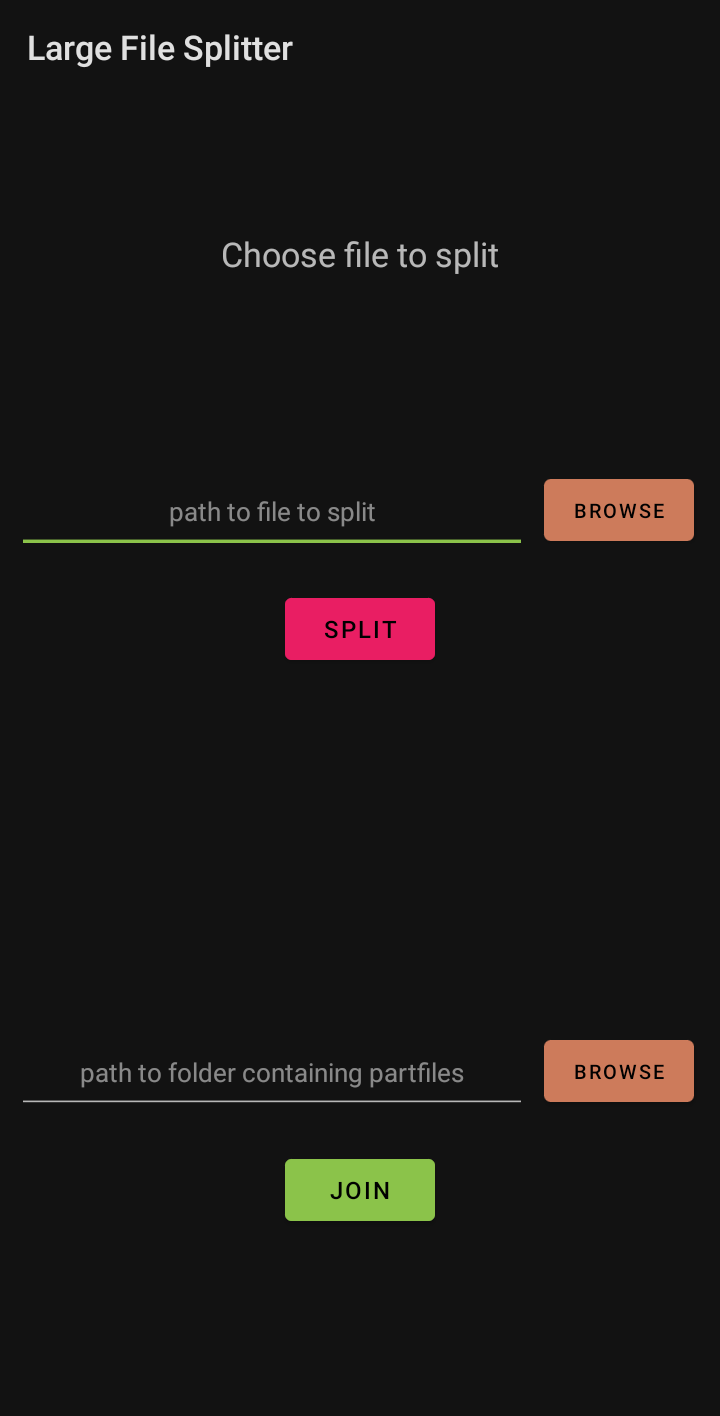 Large File Splitter
Choose file to split
path to file to split
BROWSE
SPLIT
path to folder containing partfiles
BROWSE
JOIN